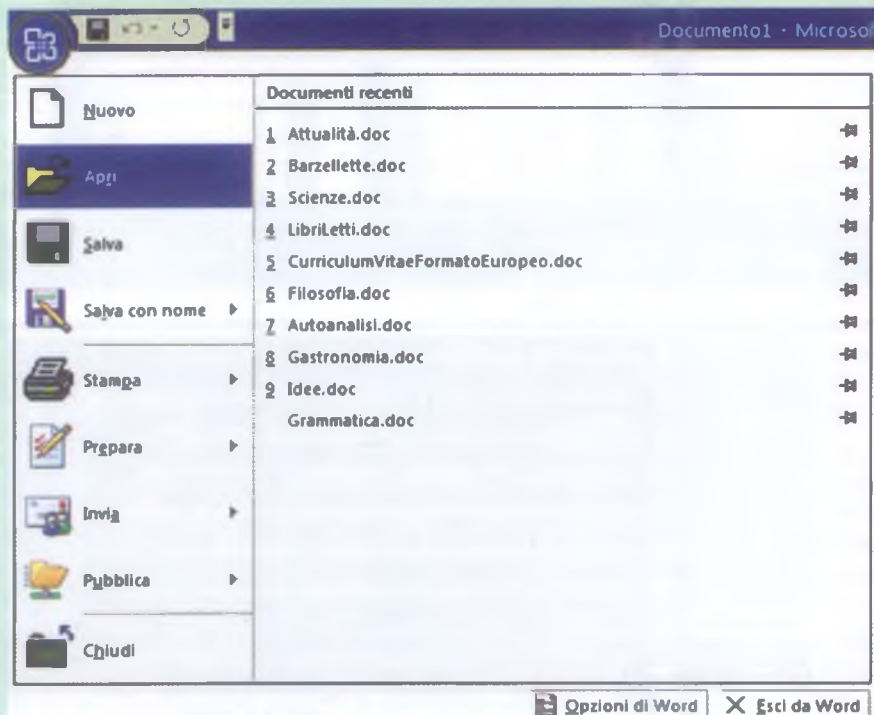 Documento1 - Microsof
Nuovo
Apri
Salva
Salva con nome
Stampa
Prepara
Invia
Pubblica
Chiudi
Documenti recenti
1 Attualità.doc
2 Barzellette.doc
3 Scienze.doc
4 LibriLetti.doc
5 CurriculumVitaeFormatoEuropeo.doc
6 Filosofia.doc
7 Autoanalisi.doc
8 Gastronomia.doc
9 Idee.doc
Grammatica.doc
Opzioni di Word
Esci da Word